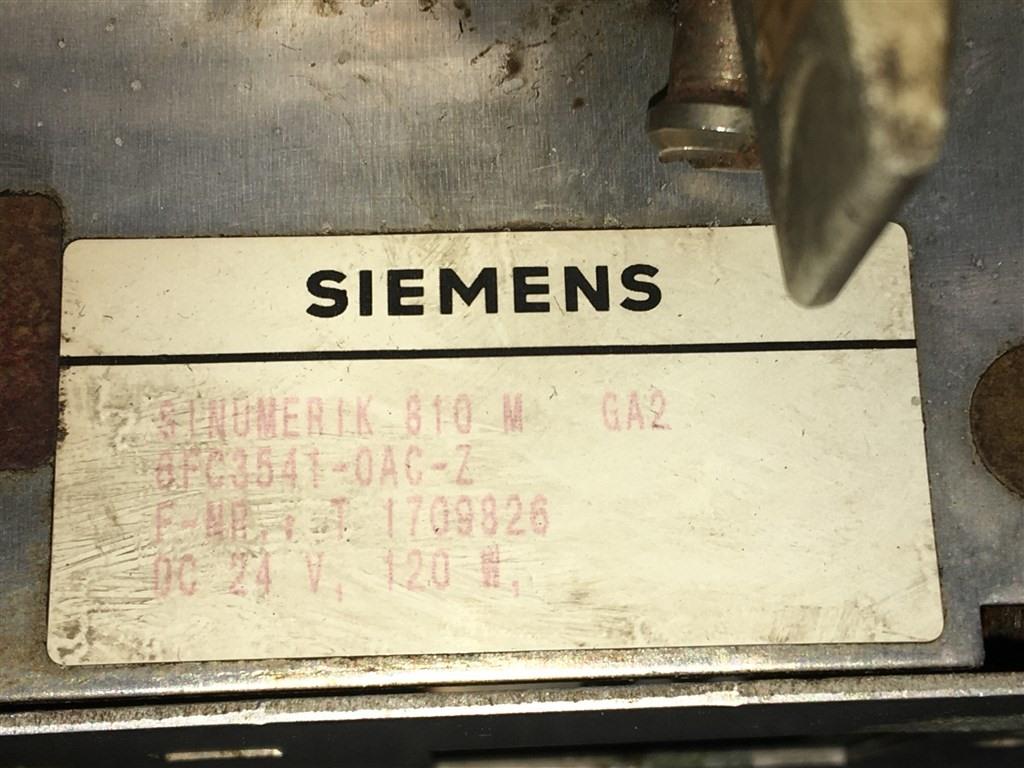 SIEMENS
SINUMERIK 810 M GA2
6FC3541-0AC-Z
F-NR.: T 1709826
DC 24 V, 120 W,